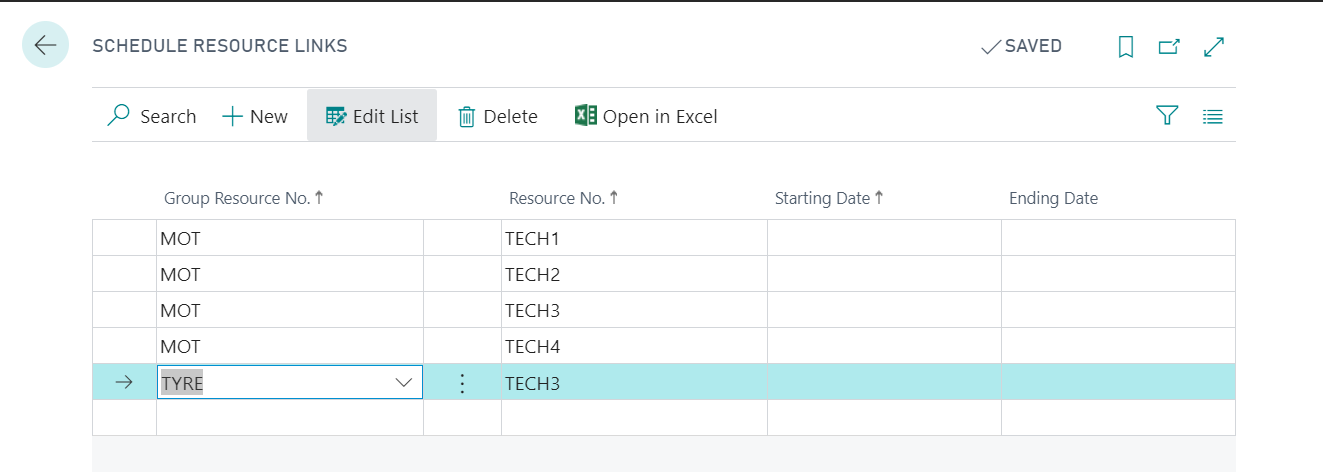 SCHEDULE RESOURCE LINKS
SAVED
Search
New
Edit List
Delete
Open in Excel
Group Resource No. ↑
Resource No. ↑
Starting Date ↑
Ending Date
MOT TECH1
MOT TECH2
MOT TECH3
MOT TECH4
TYRE TECH3